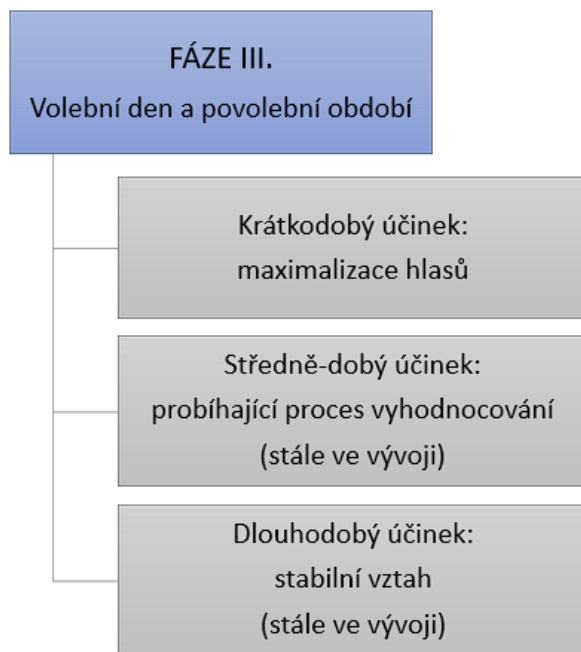 FÁZE III.
Volební den a povolební období
Krátkodobý účinek:
maximalizace hlasů
Středně-dobý účinek:
probíhající proces vyhodnocování
(stále ve vývoji)
Dlouhodobý účinek:
stabilní vztah
(stále ve vývoji)